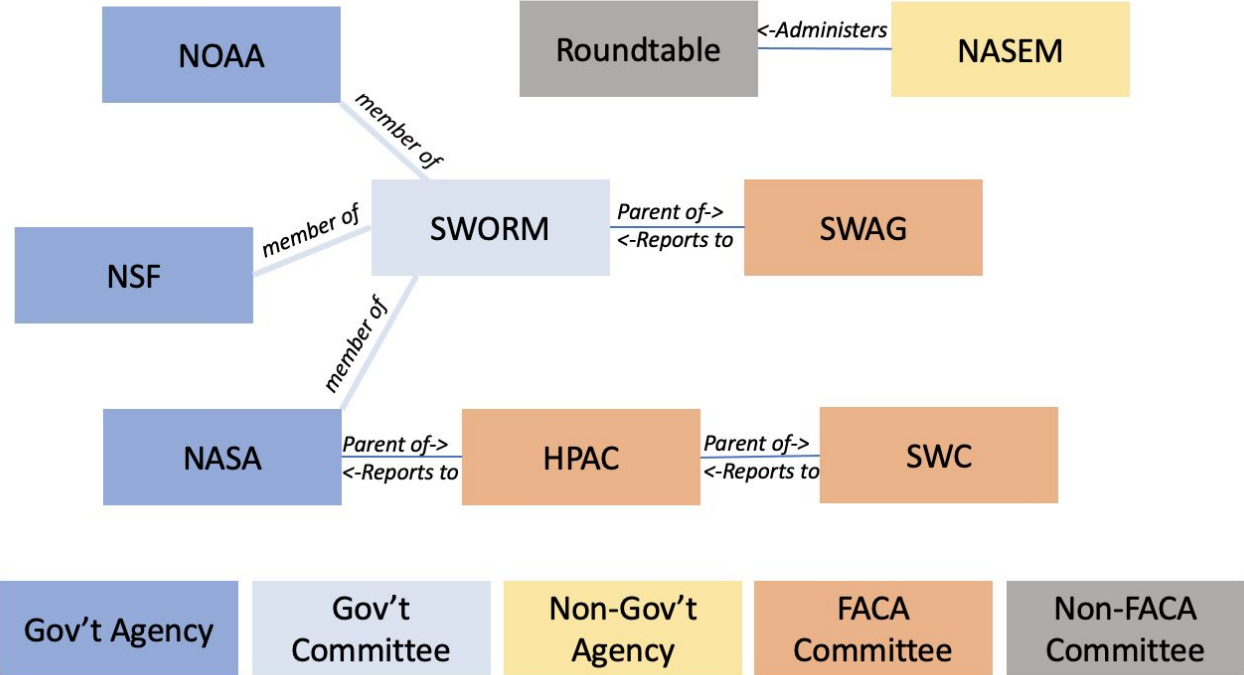 NOAA
Roundtable
<-Administers
NASEM
member of
NSF
member of
SWORM
Parent of->
<-Reports to
SWAG
member of
NASA
Parent of->
<-Reports to
HPAC
Parent of->
<-Reports to
SWC
Gov't Agency
Gov't
Committee
Non-Gov't
Agency
FACA
Committee
Non-FACA
Committee